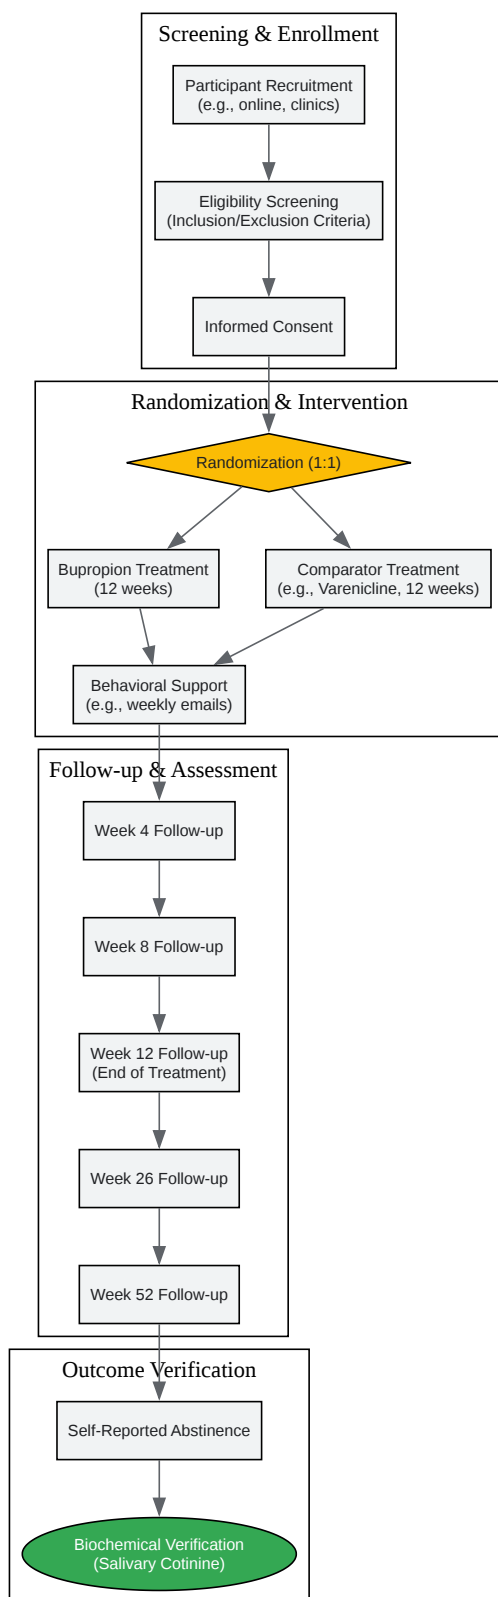 Screening & Enrollment
Participant Recruitment
(e.g., online, clinics)
Eligibility Screening
(Inclusion/Exclusion Criteria)
Informed Consent
Randomization & Intervention
Randomization (1:1)
Bupropion Treatment
(12 weeks)
Comparator Treatment
(e.g., Varenicline, 12 weeks)
Behavioral Support
(e.g., weekly emails)
Follow-up & Assessment
Week 4 Follow-up
Week 8 Follow-up
Week 12 Follow-up
(End of Treatment)
Week 26 Follow-up
Week 52 Follow-up
Outcome Verification
Self-Reported Abstinence
Biochemical Verification
(Salivary Cotinine)